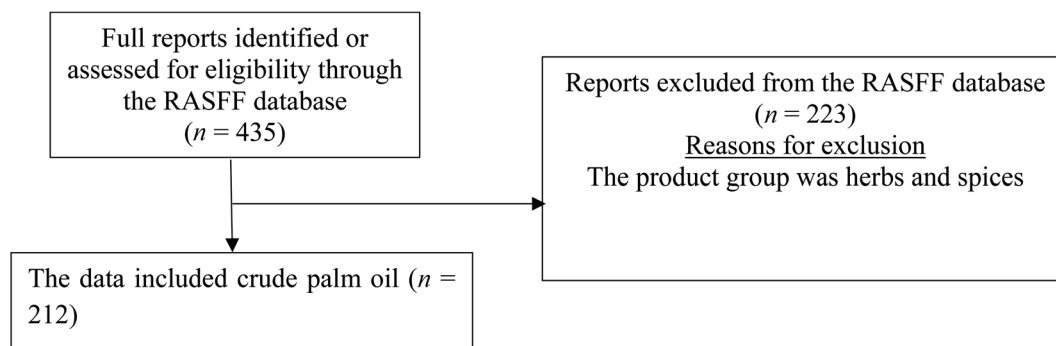 Full reports identified or
assessed for eligibility through
the RASFF database
(n = 435)
Reports excluded from the RASFF database
(n = 223)
Reasons for exclusion
The product group was herbs and spices
The data included crude palm oil (n =
212)